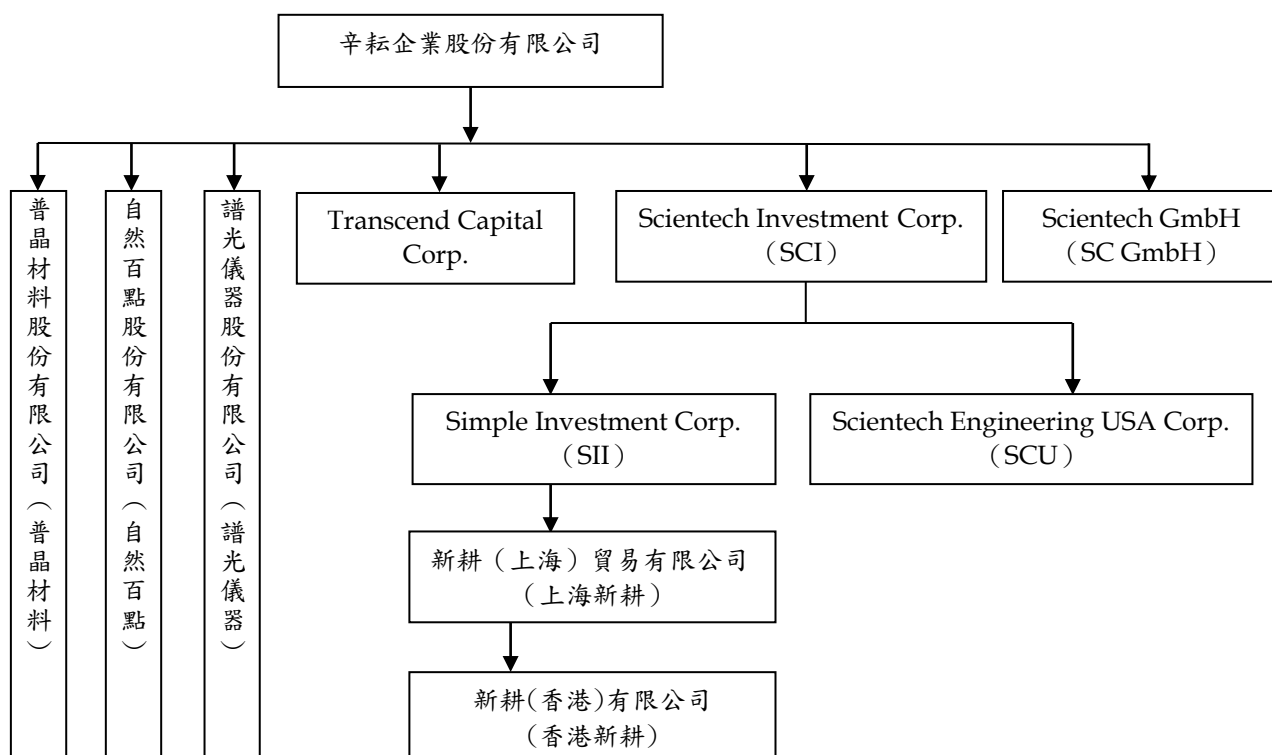 辛耘企業股份有限公司
普晶材料股份有限公司（普晶材料）
自然百點股份有限公司（自然百點）
譜光儀器股份有限公司（譜光儀器）
Transcend Capital
Corp.
Scientech Investment Corp.
（SCI）
Scientech GmbH
（SC GmbH）
Simple Investment Corp.
（SII）
Scientech Engineering USA Corp.
（SCU）
新耕（上海）貿易有限公司
（上海新耕）
新耕(香港)有限公司
(香港新耕)